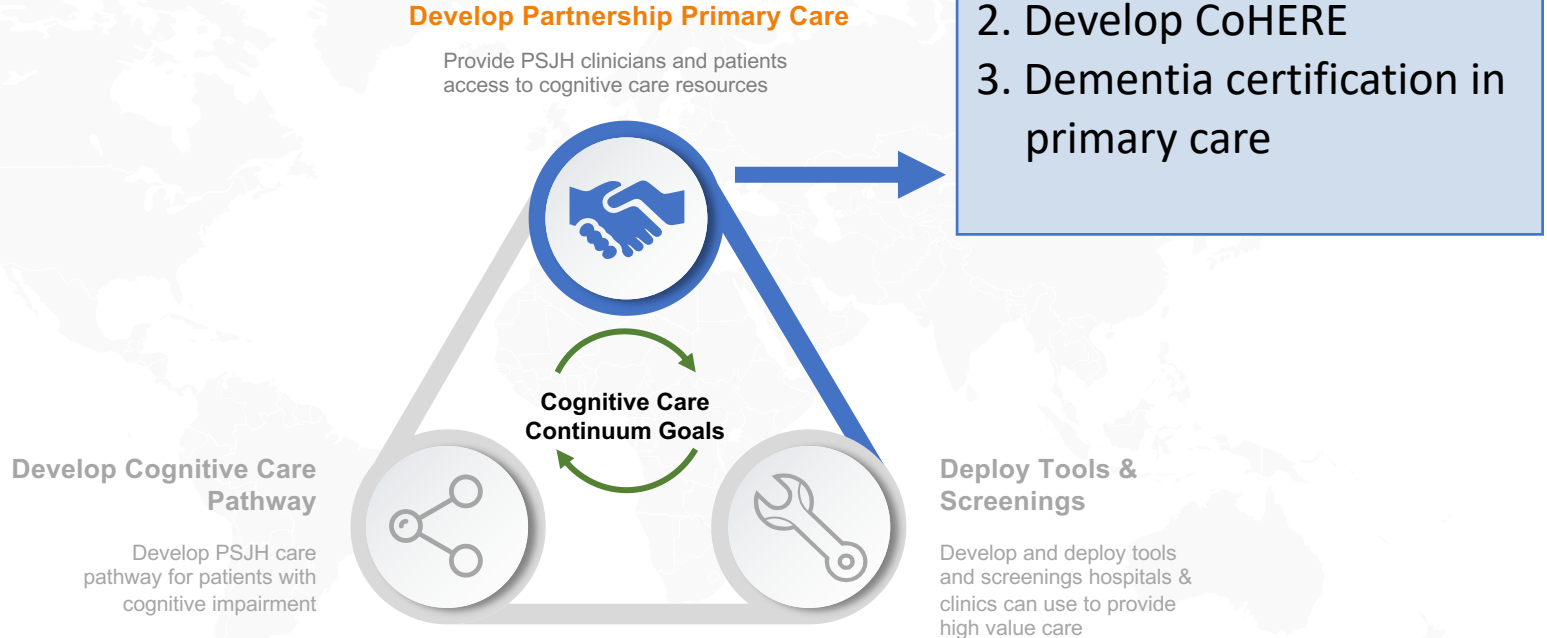 Develop Partnership Primary Care
Provide PSJH clinicians and patients
access to cognitive care resources
2. Develop CoHERE
3. Dementia certification in
primary care
Cognitive Care
Continuum Goals
Develop Cognitive Care
Pathway
Develop PSJH care
pathway for patients with
cognitive impairment
Deploy Tools &
Screenings
Develop and deploy tools
and screenings hospitals &
clinics can use to provide
high value care